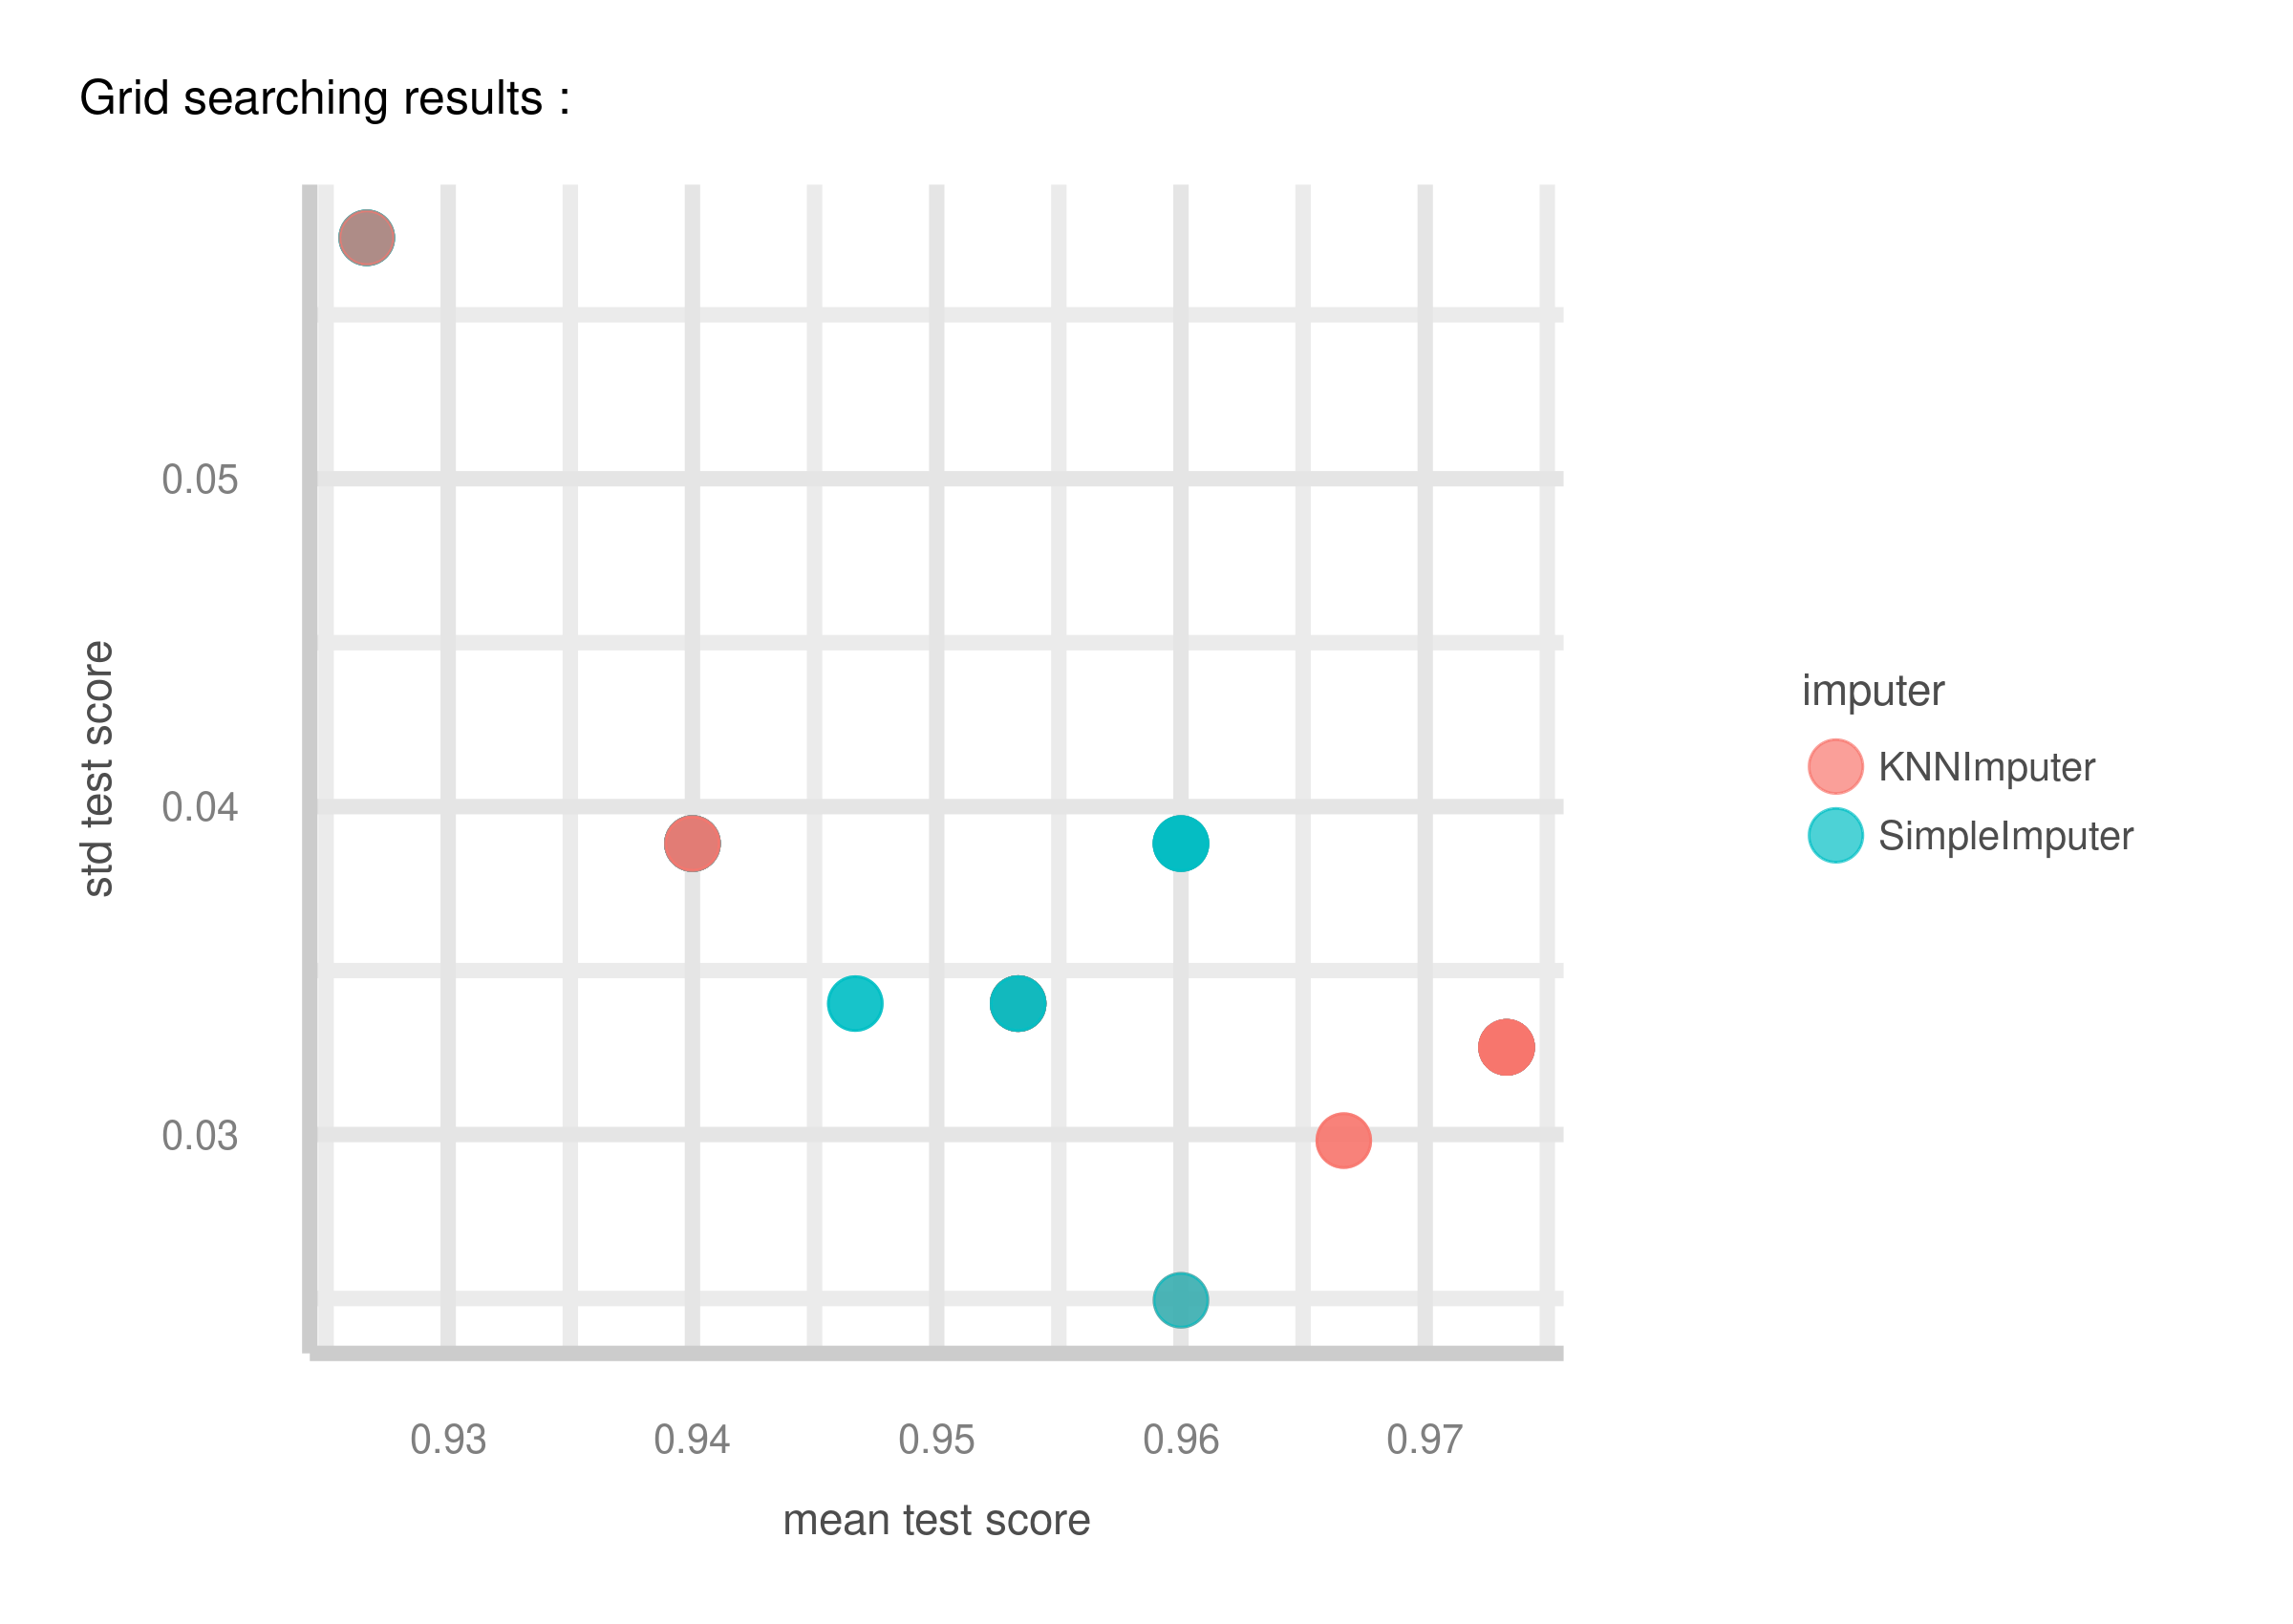 Grid searching results :
0.05
0.04
0.03
std test score
0.93
0.94
0.95
0.96
0.97
mean test score
imputer
KNNImputer
SimpleImputer